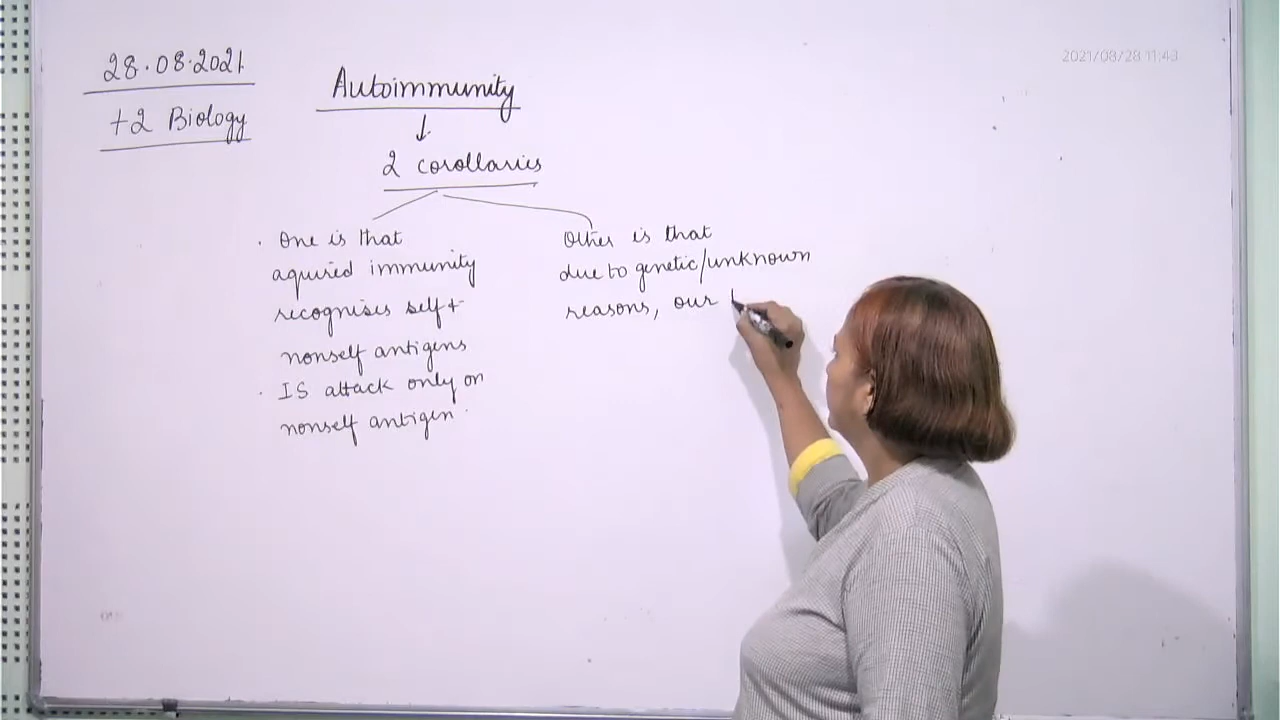 28.08.2021
+2 Biology
2021/08/28 11:43
Autoimmunity
↓
2 corollaries
. One is that
aquired immunity
recognises self +
nonself antigens
. IS attack only on
nonself antigen.
Other is that
due to genetic/unknown
reasons, our